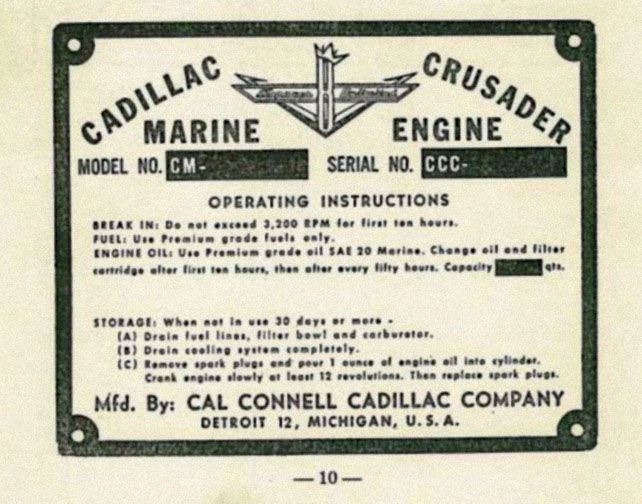 CADILLAC CRUSADER
MARINE ENGINE
MODEL NO. CM- SERIAL NO. CCC-
OPERATING INSTRUCTIONS
BREAK IN: Do not exceed 3,200 RPM for first ten hours.
FUEL: Use Premium grade fuels only.
ENGINE OIL: Use Premium grade oil SAE 20 Marine. Change oil and filter
cartridge after first ten hours, then after every fifty hours. Capacity qts.
STORAGE: When not in use 30 days or more -
(A) Drain fuel lines, filter bowl and carburetor.
(B) Drain cooling system completely.
(C) Remove spark plugs and pour 1 ounce of engine oil into cylinder.
Crank engine slowly at least 12 revolutions. Then replace spark plugs.
Mfd. By: CAL CONNELL CADILLAC COMPANY
DETROIT 12, MICHIGAN, U.S.A.
— 10 —